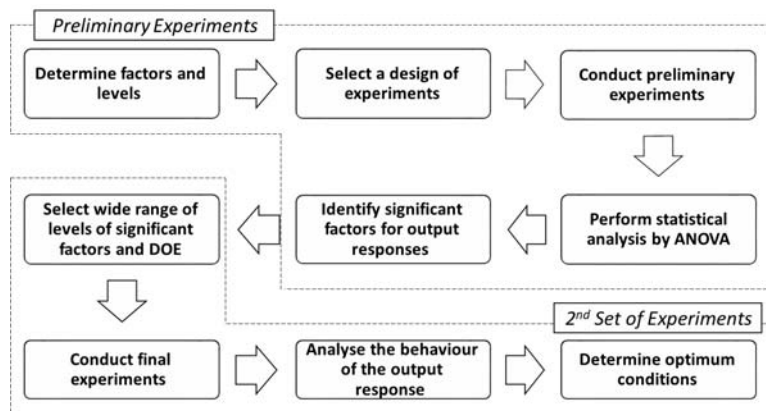 Preliminary Experiments
Determine factors and
levels
Select a design of
experiments
Conduct preliminary
experiments
Perform statistical
analysis by ANOVA
Identify significant
factors for output
responses
Select wide range of
levels of significant
factors and DOE
2nd Set of Experiments
Conduct final
experiments
Analyse the behaviour
of the output
response
Determine optimum
conditions